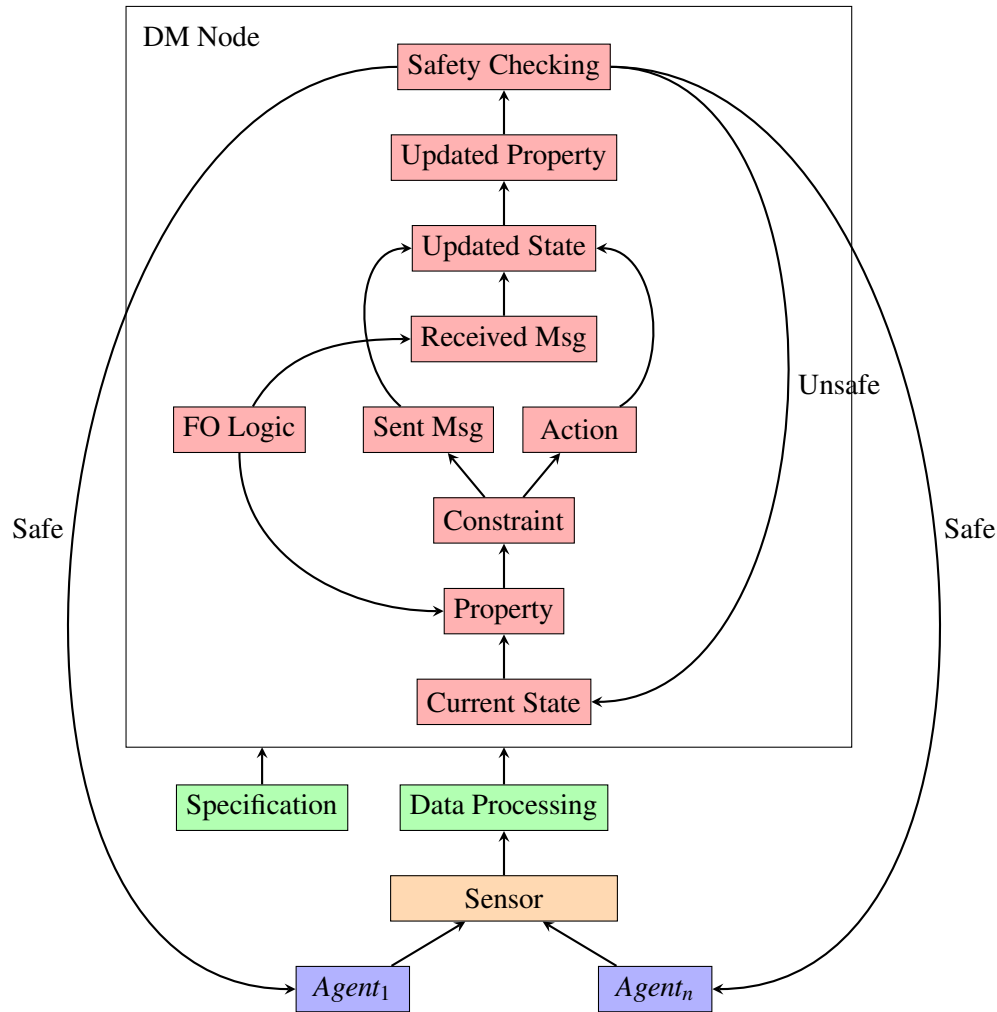 DM Node
Safety Checking
Updated Property
Updated State
Received Msg
Unsafe
FO Logic
Sent Msg
Action
Constraint
Safe
Safe
Property
Current State
Specification
Data Processing
Sensor
Agent₁
Agentₙ